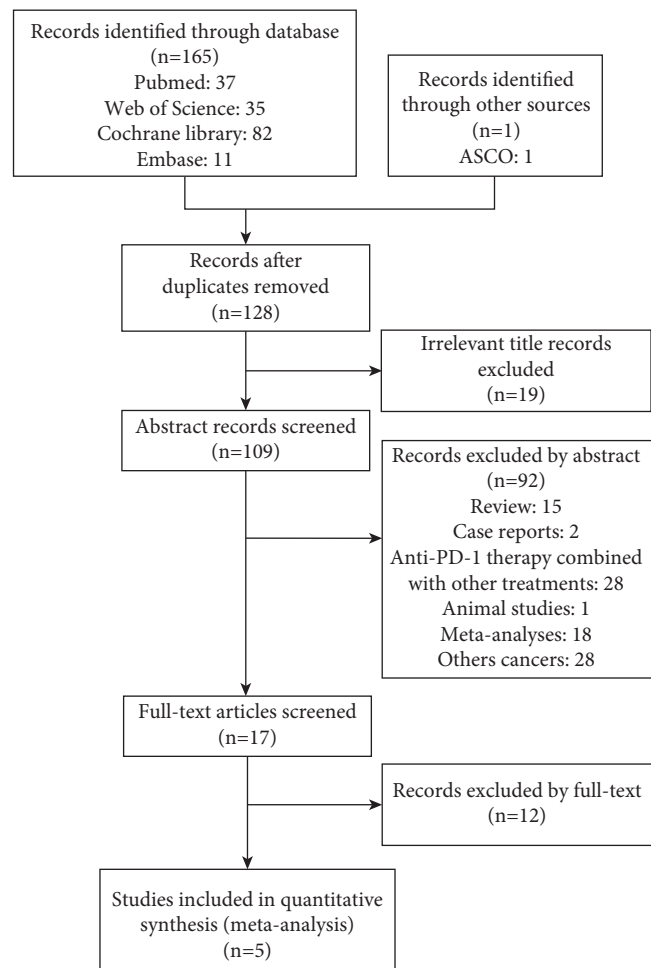 Records identified through database
(n=165)
Pubmed: 37
Web of Science: 35
Cochrane library: 82
Embase: 11
Records identified
through other sources
(n=1)
ASCO: 1
Records after
duplicates removed
(n=128)
Irrelevant title records
excluded
(n=19)
Abstract records screened
(n=109)
Records excluded by abstract
(n=92)
Review: 15
Case reports: 2
Anti-PD-1 therapy combined
with other treatments: 28
Animal studies: 1
Meta-analyses: 18
Others cancers: 28
Full-text articles screened
(n=17)
Records excluded by full-text
(n=12)
Studies included in quantitative
synthesis (meta-analysis)
(n=5)